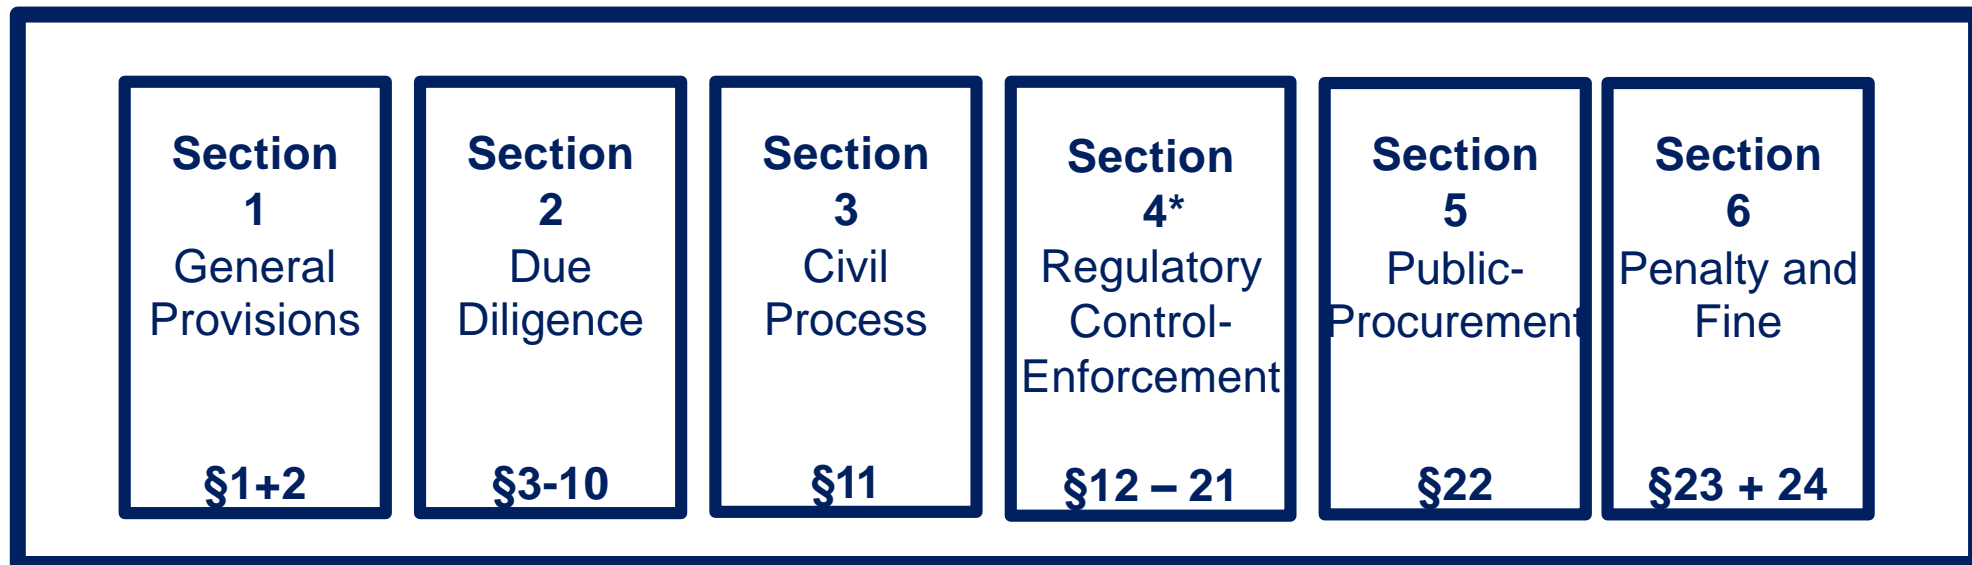 Section
1
General
Provisions
§1+2
Section
2
Due
Diligence
§3-10
Section
3
Civil
Process
§11
Section
4*
Regulatory
Control-
Enforcement
§12 – 21
Section
5
Public-
Procurement
§22
Section
6
Penalty and
Fine
§23 + 24